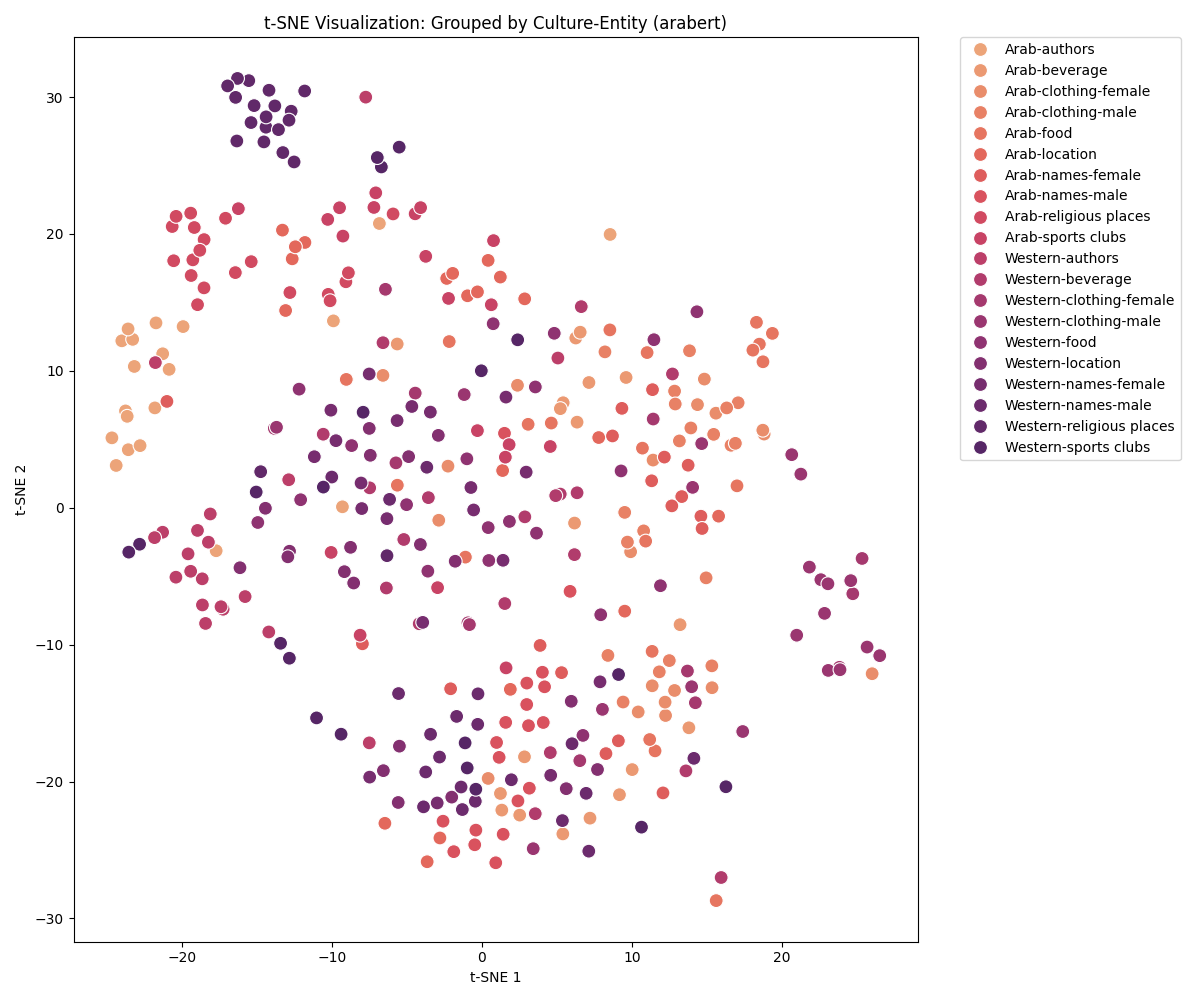 t-SNE Visualization: Grouped by Culture-Entity (arabert)
Arab-authors
Arab-beverage
Arab-clothing-female
Arab-clothing-male
Arab-food
Arab-location
Arab-names-female
Arab-names-male
Arab-religious places
Arab-sports clubs
Western-authors
Western-beverage
Western-clothing-female
Western-clothing-male
Western-food
Western-location
Western-names-female
Western-names-male
Western-religious places
Western-sports clubs
t-SNE 2
30
20
10
0
−10
−20
−30
−20
−10
0
10
20
t-SNE 1